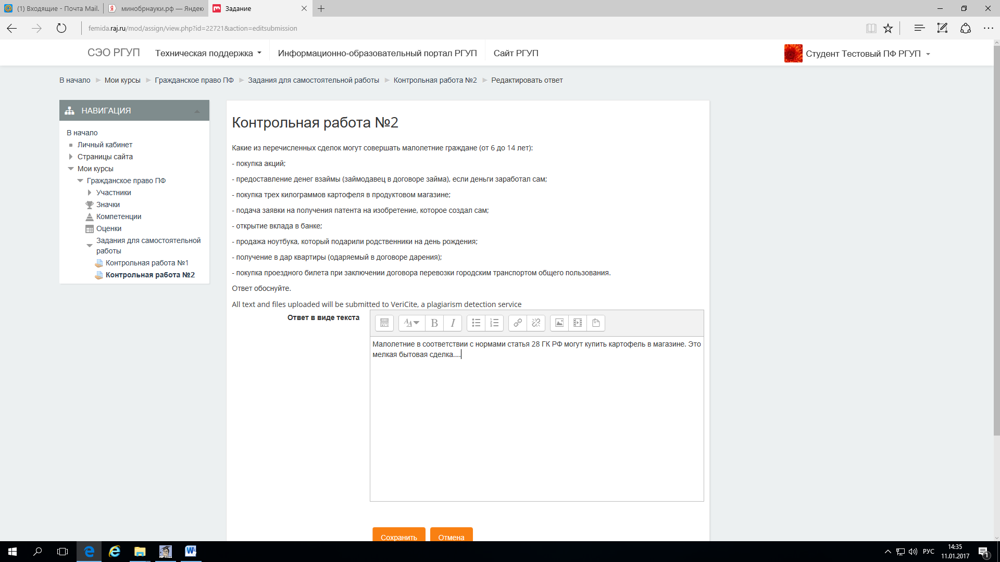 (1) Входящие - Почта Mail.
минобрнауки.рф — Яндекс
Задание
femida.raj.ru/mod/assign/view.php?id=22721&action=editsubmission
СЭО РГУП
Техническая поддержка
Информационно-образовательный портал РГУП
Сайт РГУП
Студент Тестовый ПФ РГУП
В начало
Мои курсы
Гражданское право ПФ
Задания для самостоятельной работы
Контрольная работа №2
Редактировать ответ
НАВИГАЦИЯ
В начало
Личный кабинет
Страницы сайта
Мои курсы
Гражданское право ПФ
Участники
Значки
Компетенции
Оценки
Задания для самостоятельной
работы
Контрольная работа №1
Контрольная работа №2
Контрольная работа №2
Какие из перечисленных сделок могут совершать малолетние граждане (от 6 до 14 лет):
- покупка акций;
- предоставление денег взаймы (займодавец в договоре займа), если деньги заработал сам;
- покупка трех килограммов картофеля в продуктовом магазине;
- подача заявки на получения патента на изобретение, которое создал сам;
- открытие вклада в банке;
- продажа ноутбука, который подарили родственники на день рождения;
- получение в дар квартиры (одаряемый в договоре дарения);
- покупка проездного билета при заключении договора перевозки городским транспортом общего пользования.
Ответ обоснуйте.
All text and files uploaded will be submitted to VeriCite, a plagiarism detection service
Ответ в виде текста
Малолетние в соответствии с нормами статья 28 ГК РФ могут купить картофель в магазине. Это
мелкая бытовая сделка....
Сохранить
Отмена
РУС
14:35
11.01.2017
1